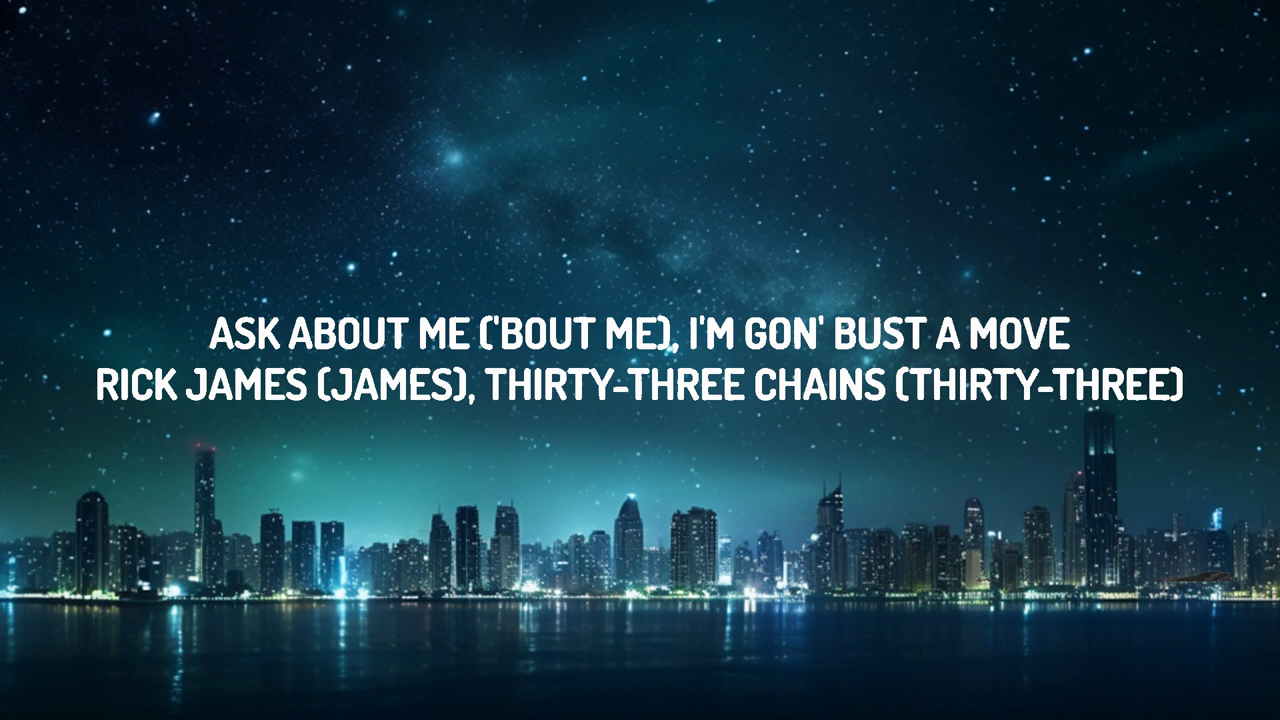 ASK ABOUT ME ('BOUT ME), I'M GON' BUST A MOVE
RICK JAMES (JAMES), THIRTY-THREE CHAINS (THIRTY-THREE)